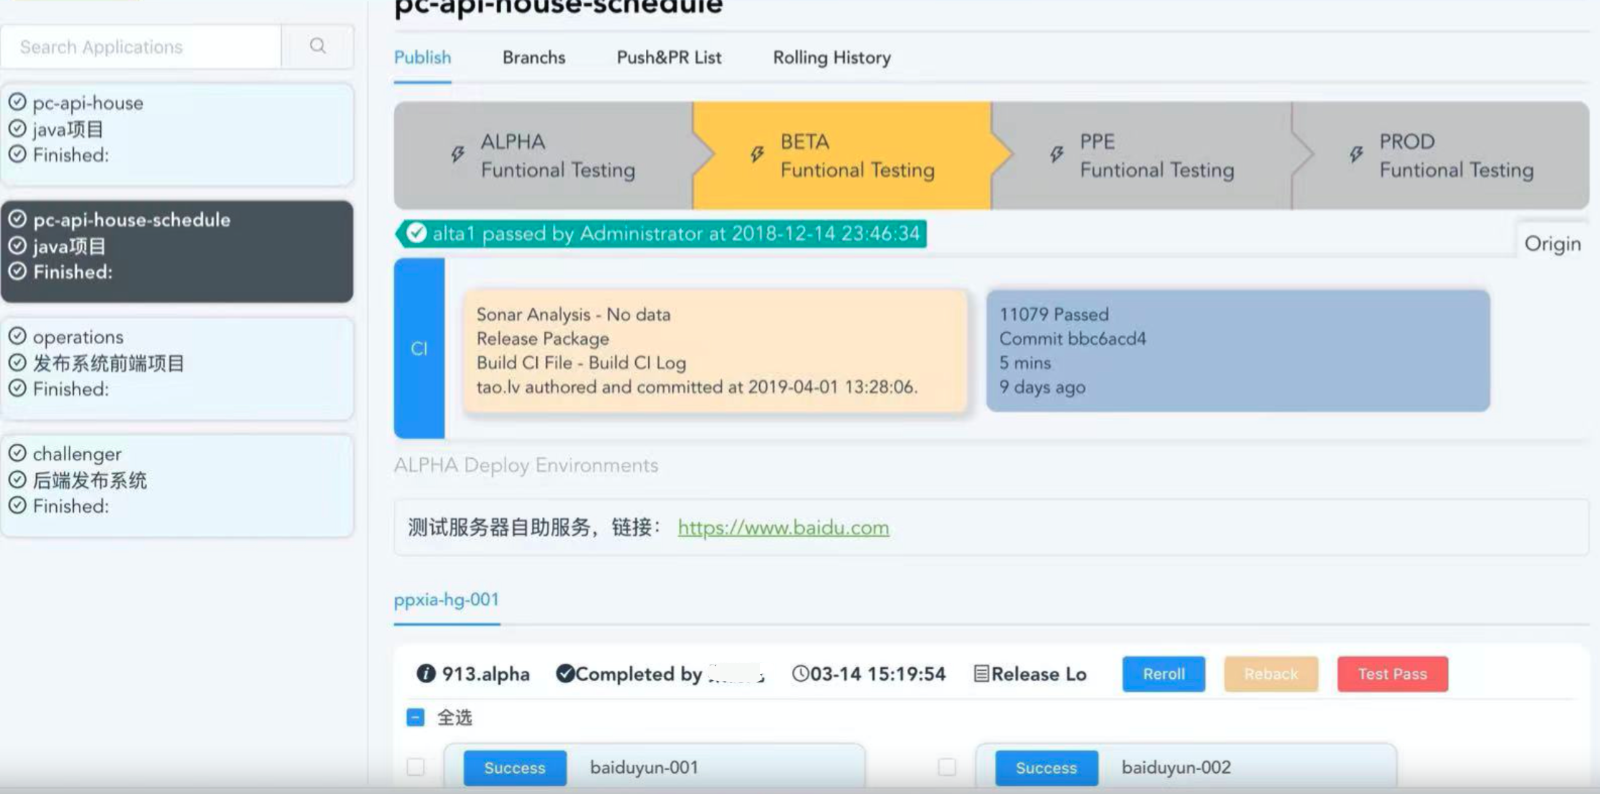 pc-api-house-schedule
Search Applications
pc-api-house
java项目
Finished:
pc-api-house-schedule
java项目
Finished:
operations
发布系统前端项目
Finished:
challenger
后端发布系统
Finished:
Publish Branchs Push&PR List Rolling History
ALPHA
Funtional Testing
BETA
Funtional Testing
PPE
Funtional Testing
PROD
Funtional Testing
alta1 passed by Administrator at 2018-12-14 23:46:34
Origin
CI
Sonar Analysis - No data
Release Package
Build CI File - Build CI Log
tao.lv authored and committed at 2019-04-01 13:28:06.
11079 Passed
Commit bbc6acd4
5 mins
9 days ago
ALPHA Deploy Environments
测试服务器自助服务，链接： https://www.baidu.com
ppxia-hg-001
913.alpha Completed by 03-14 15:19:54 Release Lo Reroll Reback Test Pass
全选
Success baiduyun-001 Success baiduyun-002